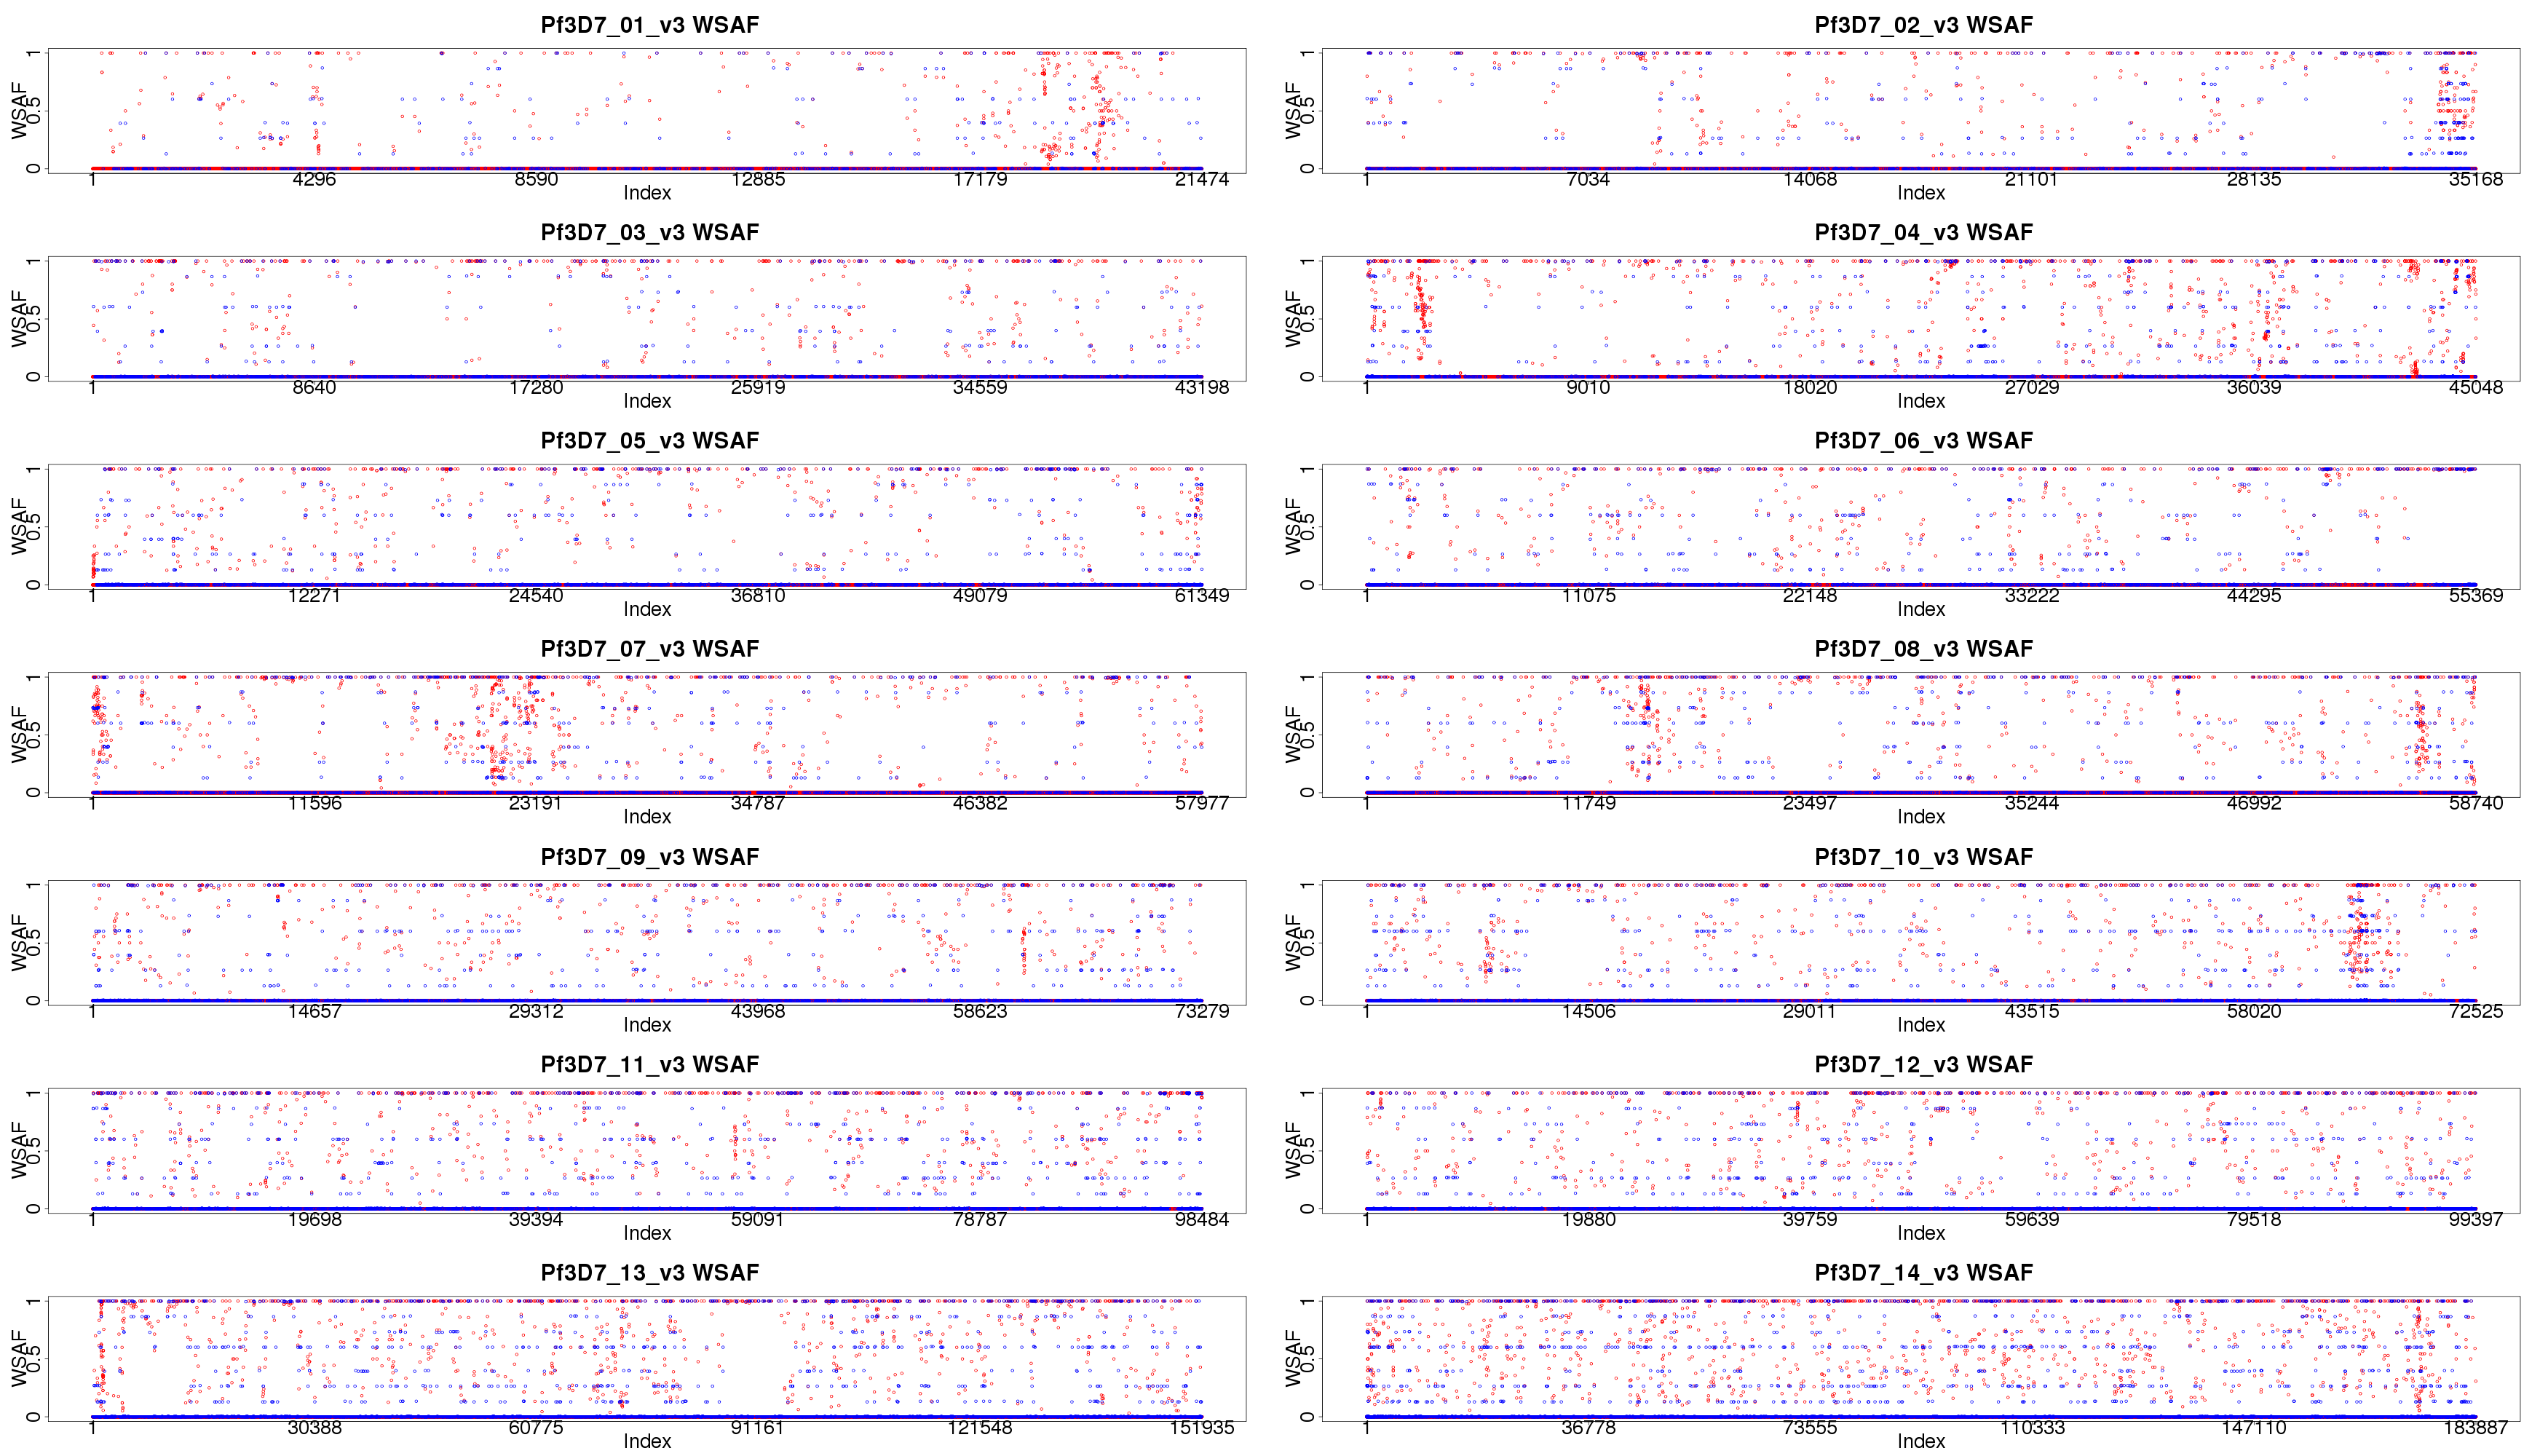 Pf3D7_01_v3 WSAF
WSAF
0 0.5 1
1 4296 8590 12885 17179 21474
Index
Pf3D7_02_v3 WSAF
WSAF
0 0.5 1
1 7034 14068 21101 28135 35168
Index
Pf3D7_03_v3 WSAF
WSAF
0 0.5 1
1 8640 17280 25919 34559 43198
Index
Pf3D7_04_v3 WSAF
WSAF
0 0.5 1
1 9010 18020 27029 36039 45048
Index
Pf3D7_05_v3 WSAF
WSAF
0 0.5 1
1 12271 24540 36810 49079 61349
Index
Pf3D7_06_v3 WSAF
WSAF
0 0.5 1
1 11075 22148 33222 44295 55369
Index
Pf3D7_07_v3 WSAF
WSAF
0 0.5 1
1 11596 23191 34787 46382 57977
Index
Pf3D7_08_v3 WSAF
WSAF
0 0.5 1
1 11749 23497 35244 46992 58740
Index
Pf3D7_09_v3 WSAF
WSAF
0 0.5 1
1 14657 29312 43968 58623 73279
Index
Pf3D7_10_v3 WSAF
WSAF
0 0.5 1
1 14506 29011 43515 58020 72525
Index
Pf3D7_11_v3 WSAF
WSAF
0 0.5 1
1 19698 39394 59091 78787 98484
Index
Pf3D7_12_v3 WSAF
WSAF
0 0.5 1
1 19880 39759 59639 79518 99397
Index
Pf3D7_13_v3 WSAF
WSAF
0 0.5 1
1 30388 60775 91161 121548 151935
Index
Pf3D7_14_v3 WSAF
WSAF
0 0.5 1
1 36778 73555 110333 147110 183887
Index